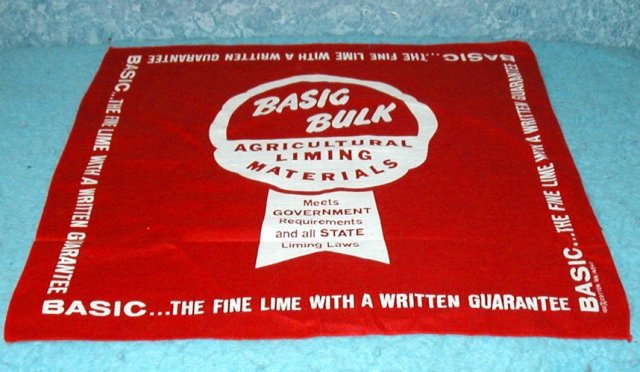 BASIC...THE FINE LIME WITH A WRITTEN GUARANTEE
BASIC BULK
AGRICULTURAL
LIMING
MATERIALS
Meets
GOVERNMENT
Requirements
and all STATE
Liming Laws
BASIC...THE FINE LIME WITH A WRITTEN GUARANTEE
BASIC...THE FINE LIME WITH A WRITTEN GUARANTEE
BASIC...THE FINE LIME WITH A WRITTEN GUARANTEE